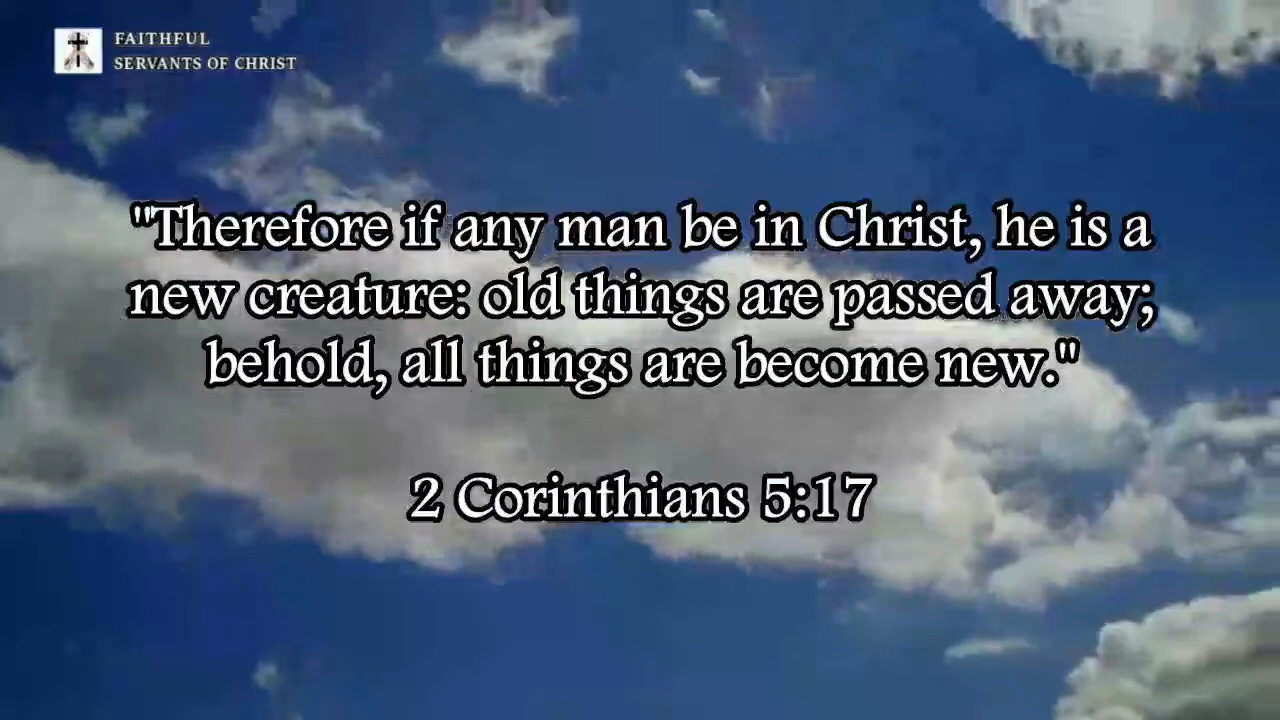 FAITHFUL
SERVANTS OF CHRIST
"Therefore if any man be in Christ, he is a
new creature: old things are passed away;
behold, all things are become new."
2 Corinthians 5:17